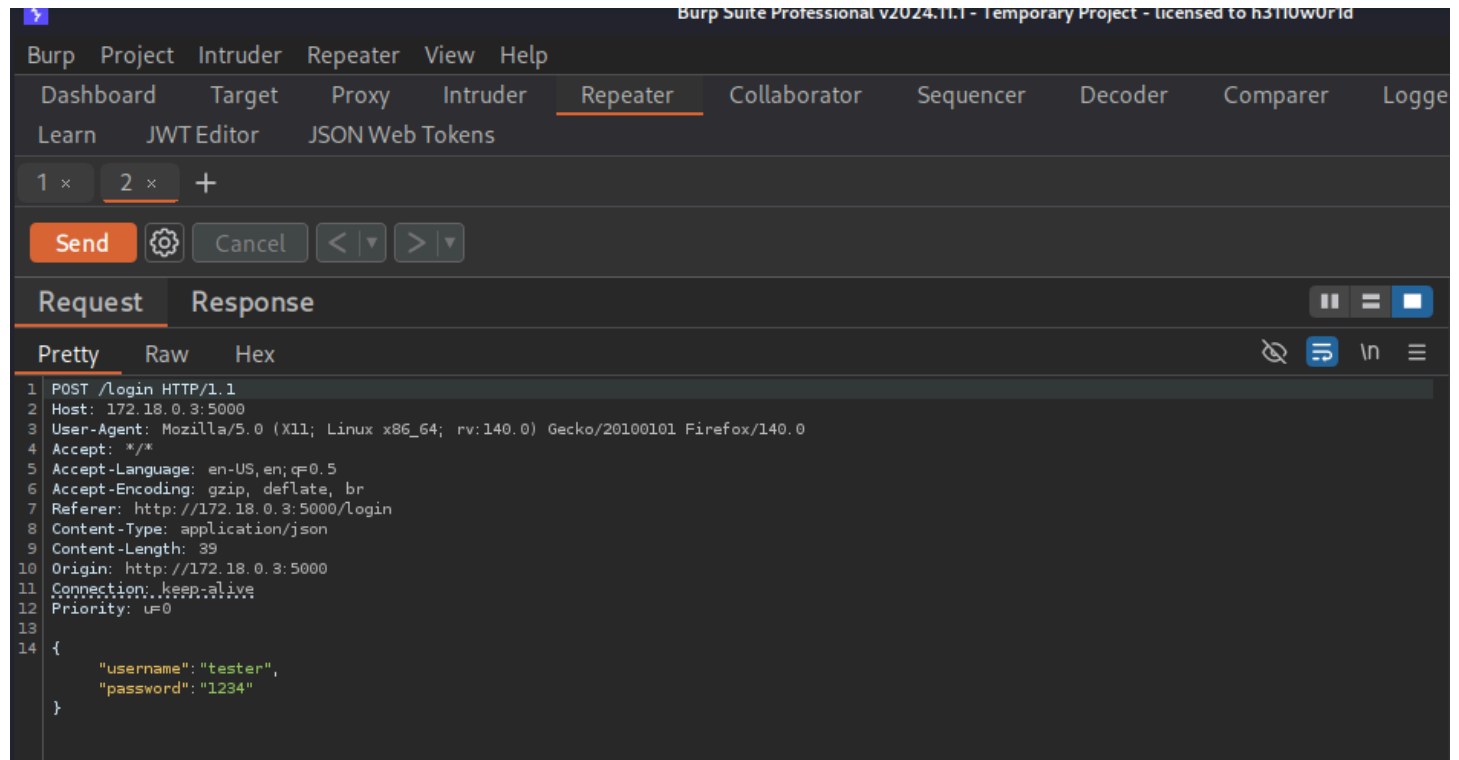 Burp Suite Professional v2024.11.1 - Temporary Project - licensed to h3110w0r1d
Burp Project Intruder Repeater View Help
Dashboard Target Proxy Intruder Repeater Collaborator Sequencer Decoder Comparer Logge
Learn JWT Editor JSON Web Tokens
1 × 2 × +
Send Cancel < | ▼ > | ▼
Request Response
Pretty Raw Hex \n
1 POST /login HTTP/1.1
2 Host: 172.18.0.3:5000
3 User-Agent: Mozilla/5.0 (X11; Linux x86_64; rv:140.0) Gecko/20100101 Firefox/140.0
4 Accept: */*
5 Accept-Language: en-US,en;q=0.5
6 Accept-Encoding: gzip, deflate, br
7 Referer: http://172.18.0.3:5000/login
8 Content-Type: application/json
9 Content-Length: 39
10 Origin: http://172.18.0.3:5000
11 Connection: keep-alive
12 Priority: u=0
13
14 {
"username":"tester",
"password":"1234"
}